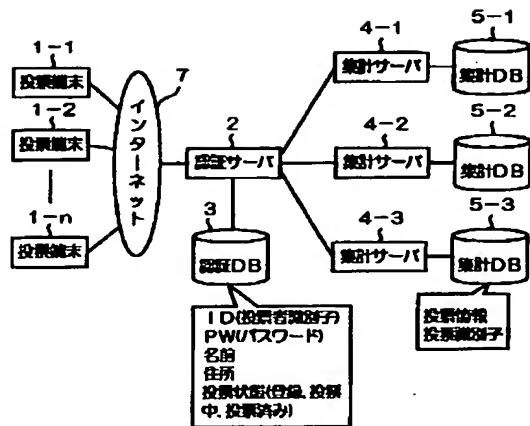 1-1
投票端末
1-2
投票端末
1-n
投票端末
7
インターネット
2
認証サーバ
3
認証DB
4-1
集計サーバ
4-2
集計サーバ
4-3
集計サーバ
5-1
集計DB
5-2
集計DB
5-3
集計DB
ID(投票者識別子)
PW(パスワード)
名前
住所
投票状態(登録、投票
中、投票済み)
投票情報
投票識別子